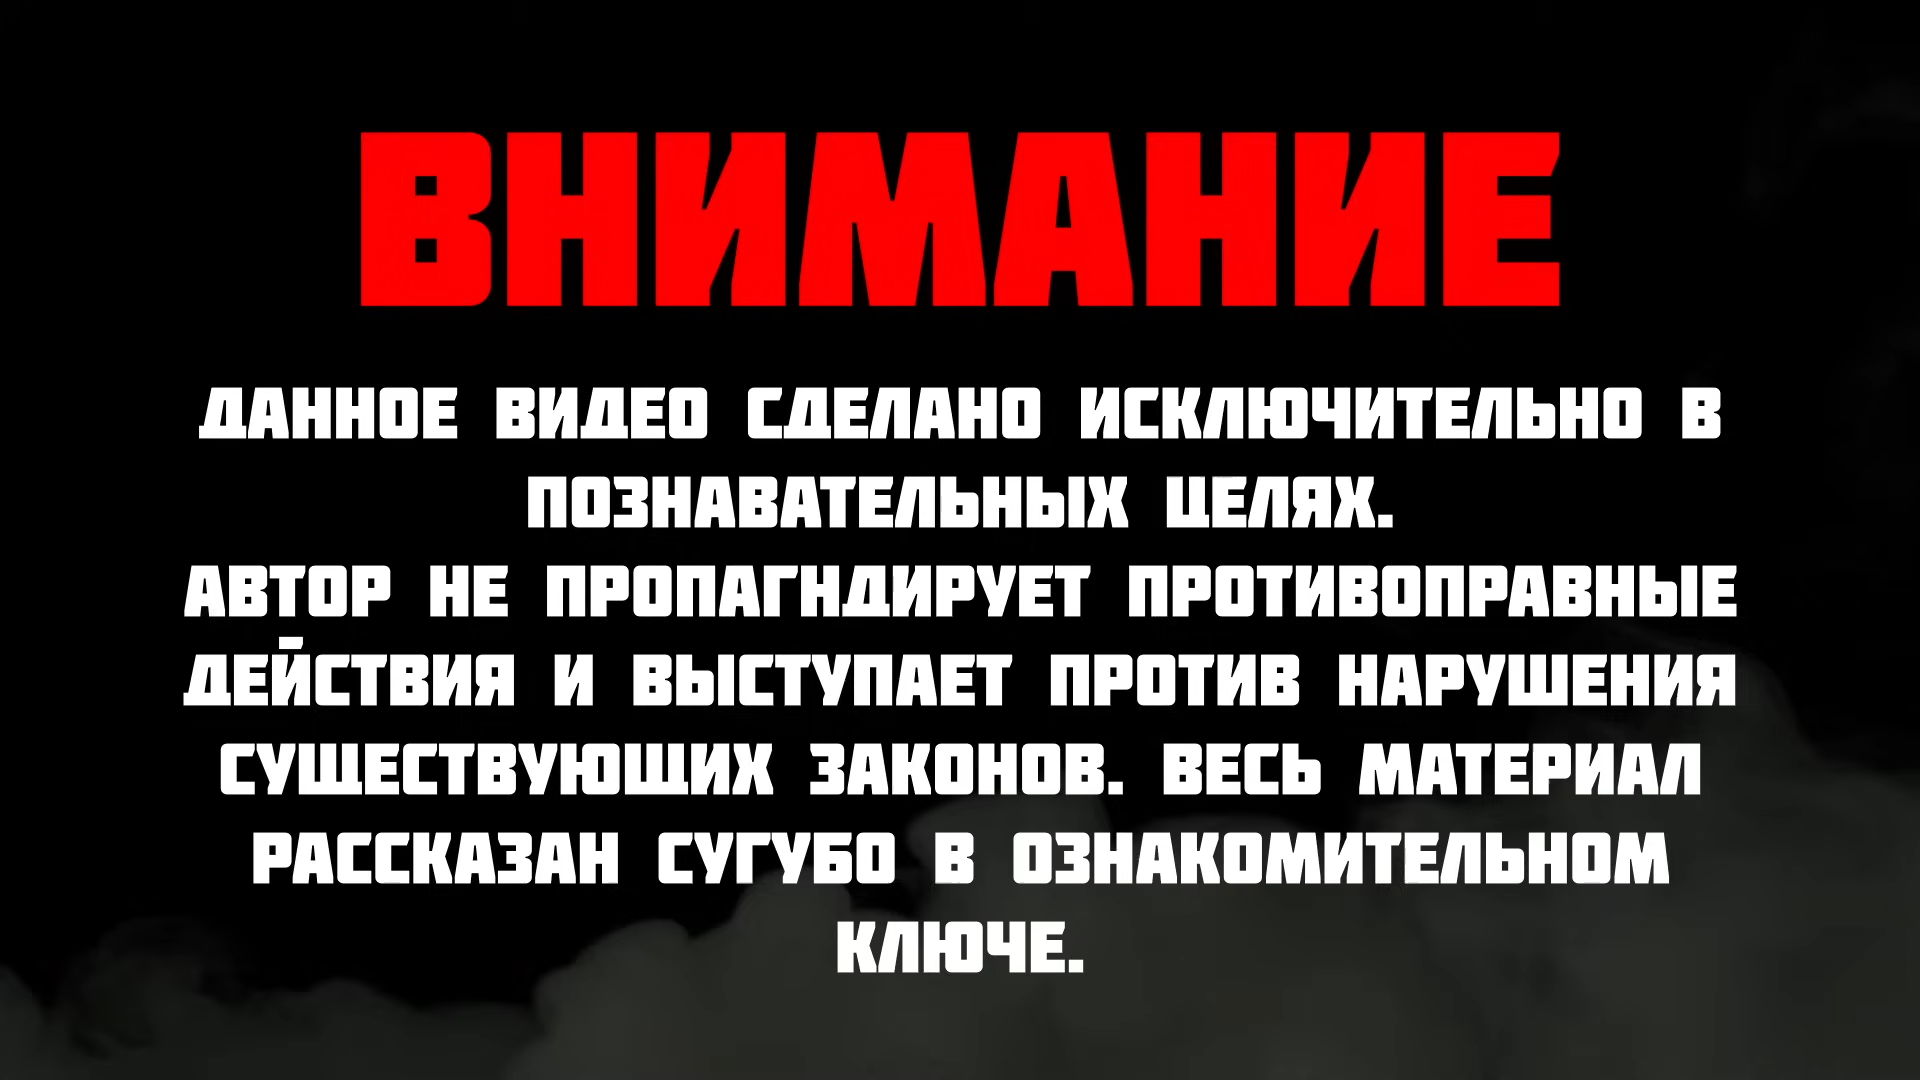 ВНИМАНИЕ
ДАННОЕ ВИДЕО СДЕЛАНО ИСКЛЮЧИТЕЛЬНО В
ПОЗНАВАТЕЛЬНЫХ ЦЕЛЯХ.
АВТОР НЕ ПРОПАГНДИРУЕТ ПРОТИВОПРАВНЫЕ
ДЕЙСТВИЯ И ВЫСТУПАЕТ ПРОТИВ НАРУШЕНИЯ
СУЩЕСТВУЮЩИХ ЗАКОНОВ. ВЕСЬ МАТЕРИАЛ
РАССКАЗАН СУГУБО В ОЗНАКОМИТЕЛЬНОМ
КЛЮЧЕ.